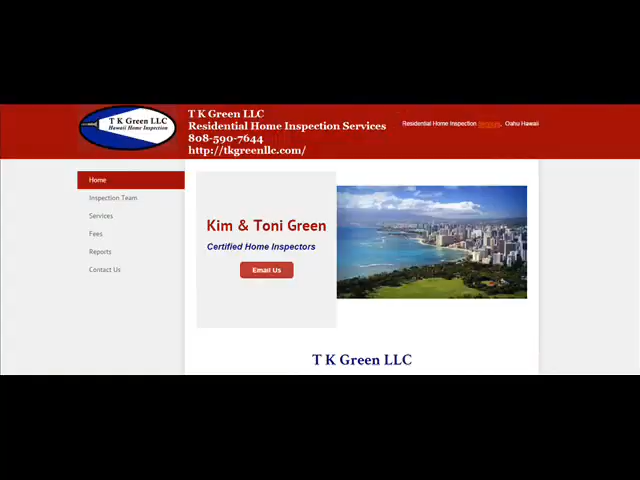 T K Green LLC
Hawaii Home Inspection
T K Green LLC
Residential Home Inspection Services
808-590-7644
http://tkgreenllc.com/
Residential Home Inspection Services, Oahu Hawaii
Home
Inspection Team
Services
Fees
Reports
Contact Us
Kim & Toni Green
Certified Home Inspectors
Email Us
T K Green LLC